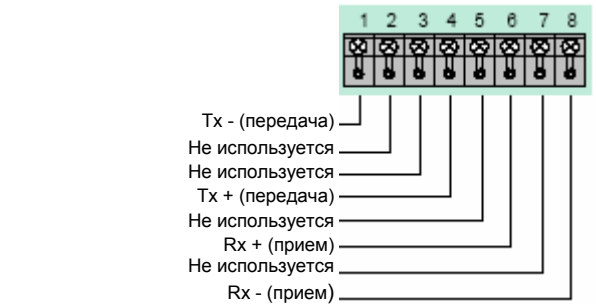 1 2 3 4 5 6 7 8
Tx - (передача)
Не используется
Не используется
Tx + (передача)
Не используется
Rx + (прием)
Не используется
Rx - (прием)